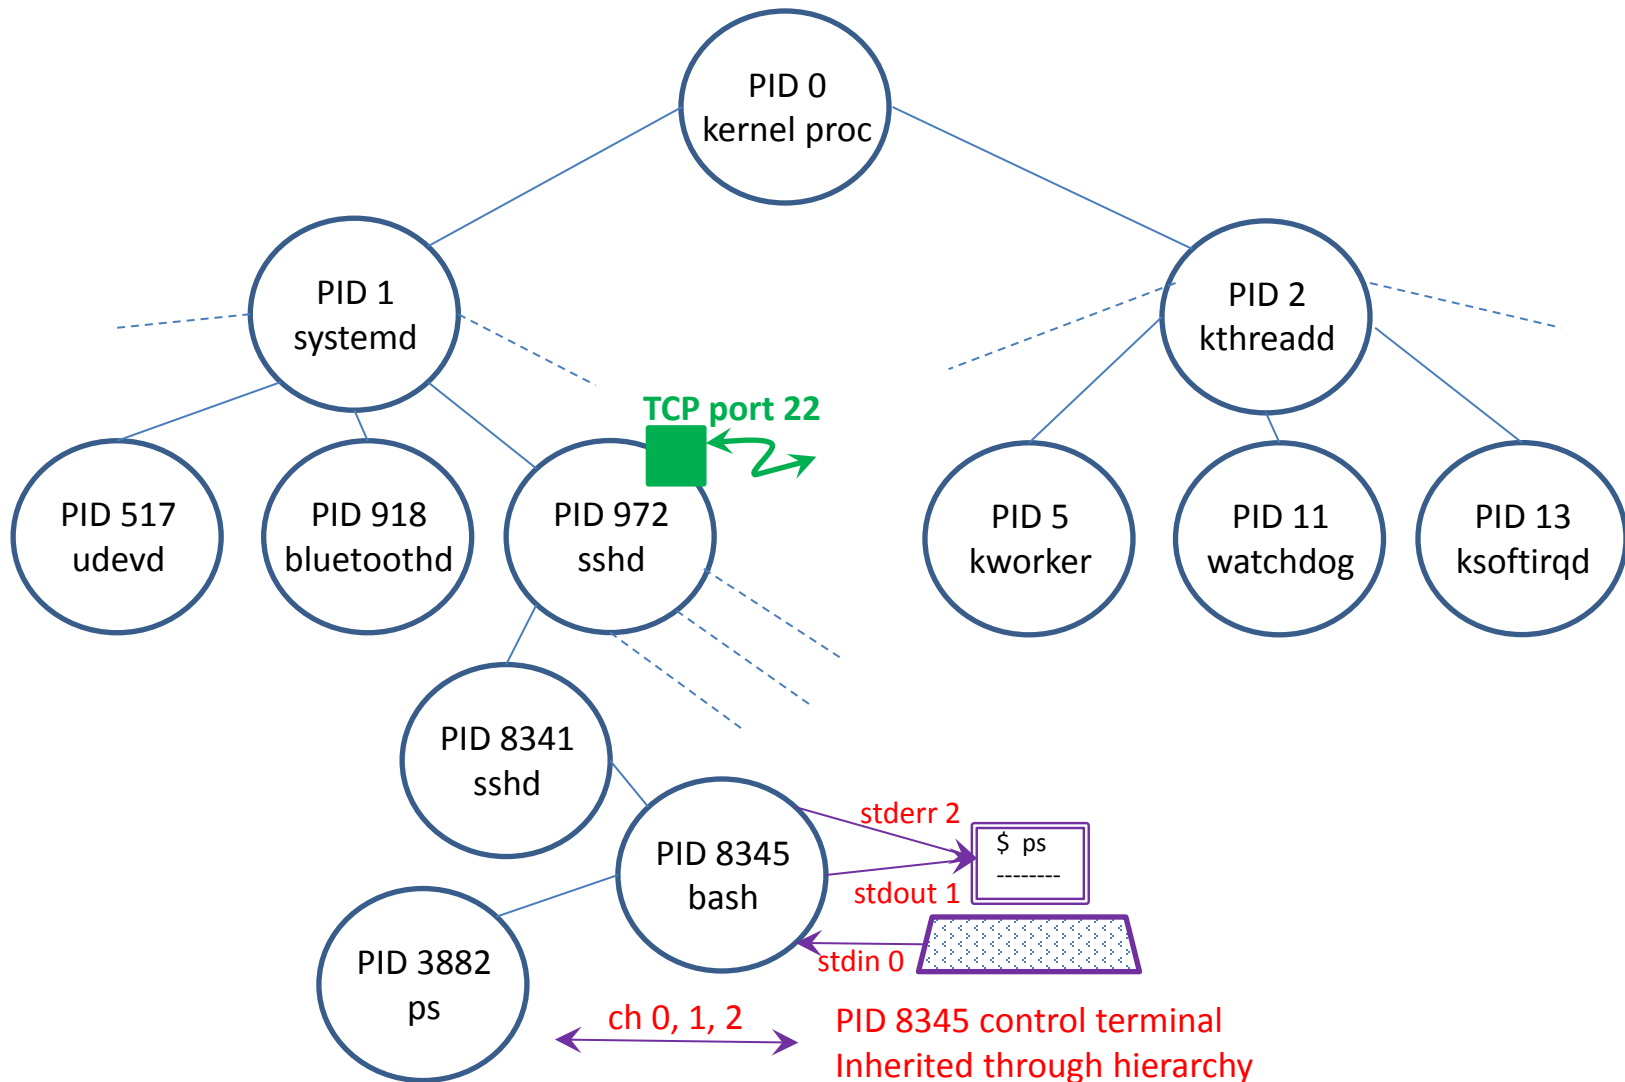 PID 0
kernel proc
PID 1
systemd
PID 2
kthreadd
TCP port 22
PID 517
udevd
PID 918
bluetoothd
PID 972
sshd
PID 5
kworker
PID 11
watchdog
PID 13
ksoftirqd
PID 8341
sshd
PID 8345
bash
stderr 2
stdout 1
stdin 0
$ ps
--------
PID 3882
ps
ch 0, 1, 2
PID 8345 control terminal
Inherited through hierarchy